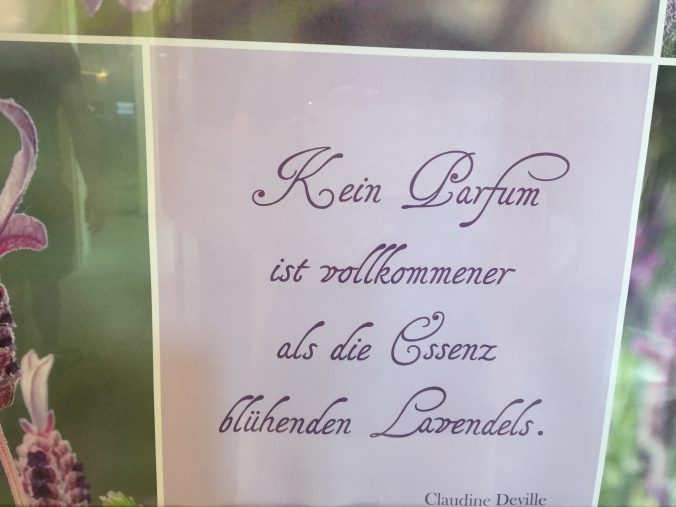 Kein Parfum
ist vollkommener
als die Essenz
blühenden Lavendels.
Claudine Deville